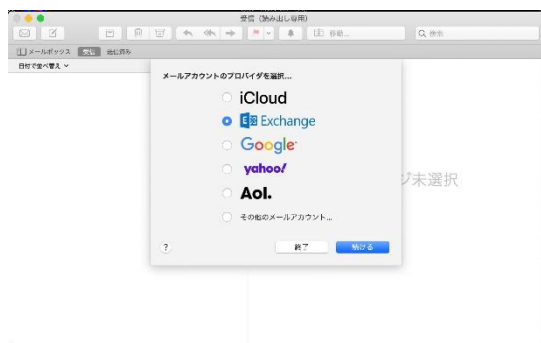 受信（読み出し専用）
移動...
検索
メールボックス 受信 送信済み
日付で並べ替え
メールアカウントのプロバイダを選択...
iCloud
Exchange
Google
yahoo!
Aol.
その他のメールアカウント...
ジ未選択
? 終了 続ける